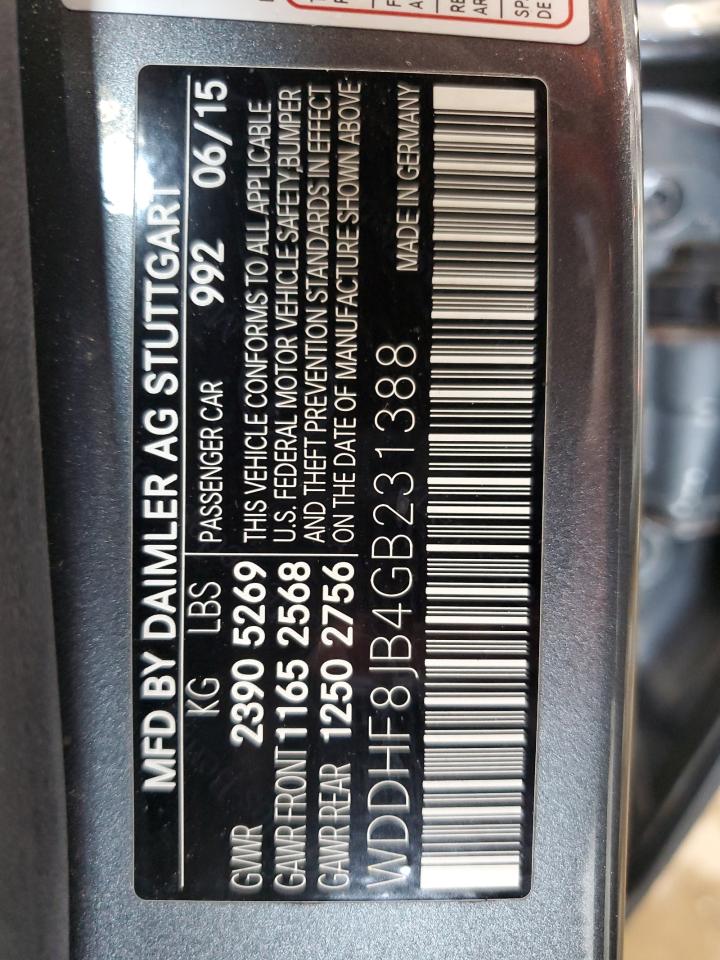 MFD BY DAIMLER AG STUTTGART
KG LBS PASSENGER CAR 992 06/15
GVWR 2390 5269 THIS VEHICLE CONFORMS TO ALL APPLICABLE
GAWR FRONT 1165 2568 U.S. FEDERAL MOTOR VEHICLE SAFETY,BUMPER
GAWR REAR 1250 2756 AND THEFT PREVENTION STANDARDS IN EFFECT
ON THE DATE OF MANUFACTURE SHOWN ABOVE
WDDHF8JB4GB231388 MADE IN GERMANY